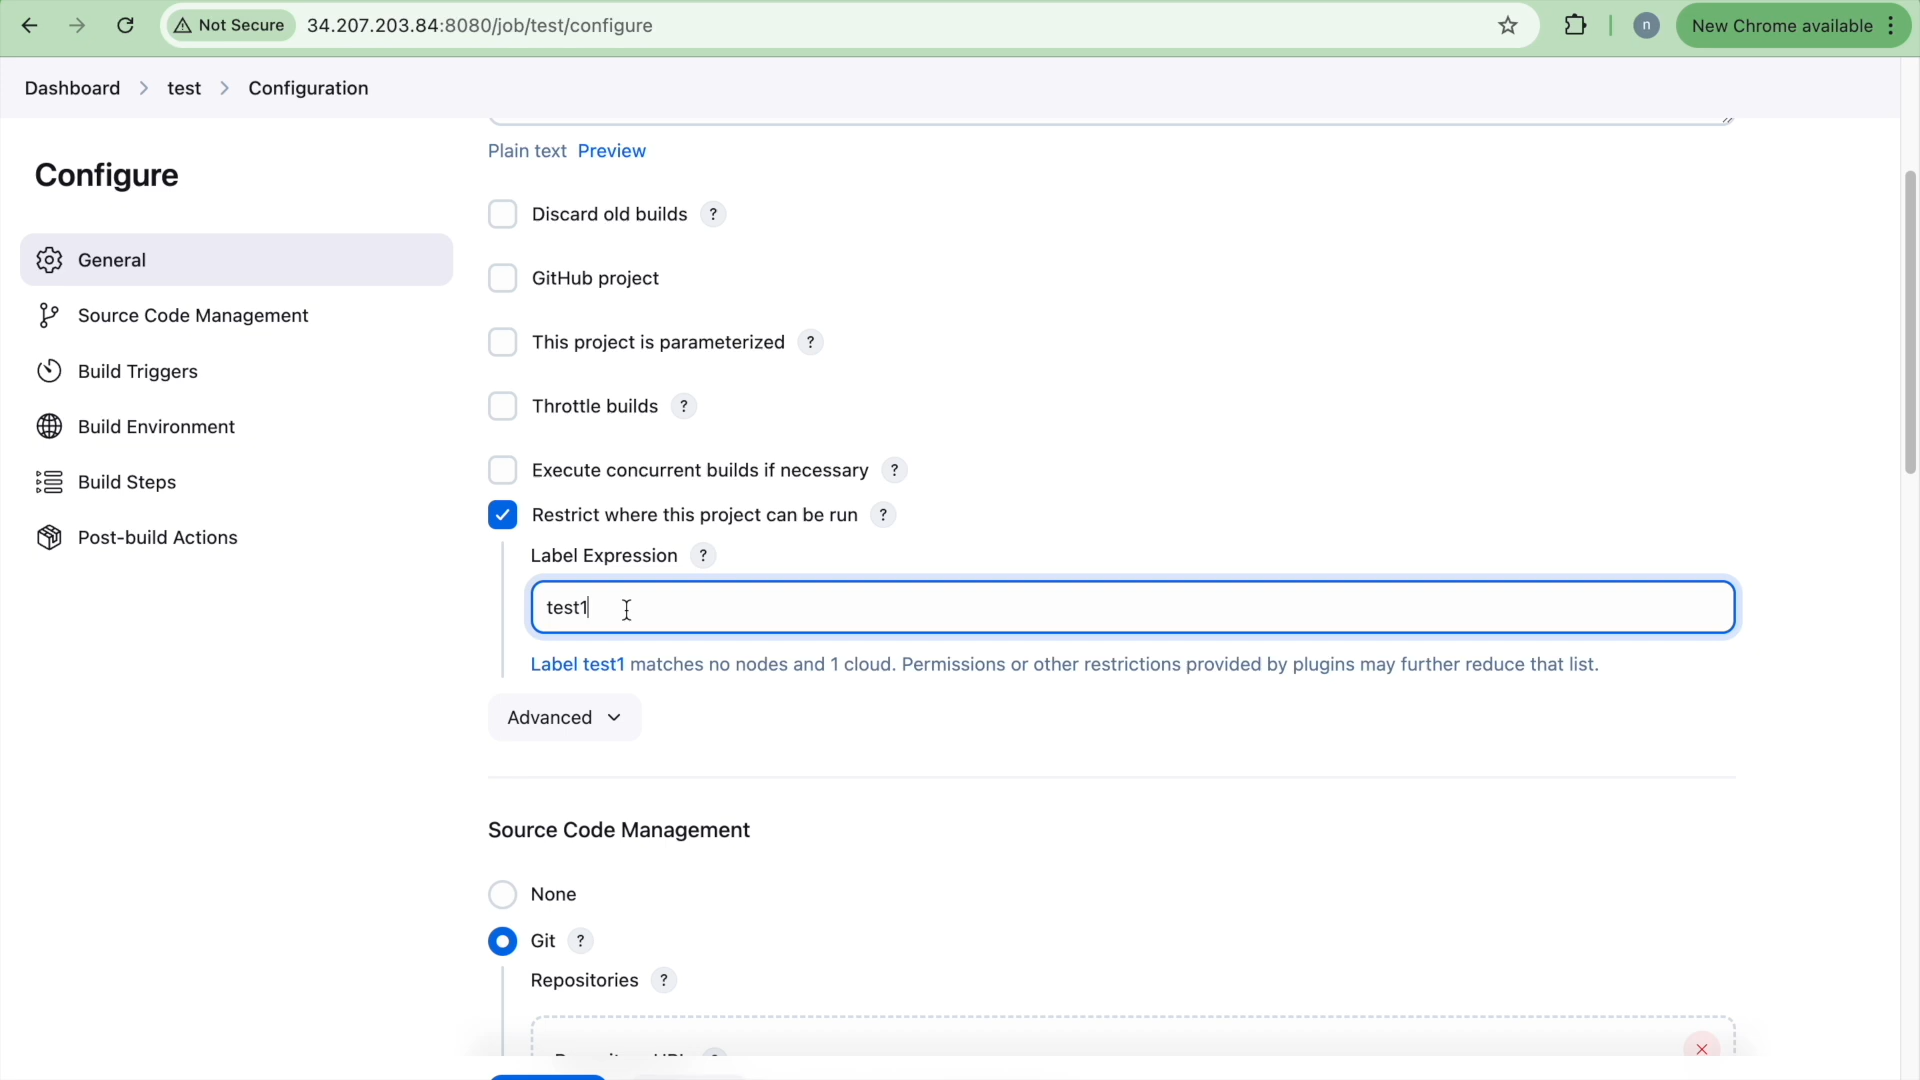 Not Secure
34.207.203.84:8080/job/test/configure
n
New Chrome available
Dashboard
test
Configuration
Configure
General
Source Code Management
Build Triggers
Build Environment
Build Steps
Post-build Actions
Plain text Preview
Discard old builds ?
GitHub project
This project is parameterized ?
Throttle builds ?
Execute concurrent builds if necessary ?
Restrict where this project can be run ?
Label Expression ?
test1
Label test1 matches no nodes and 1 cloud. Permissions or other restrictions provided by plugins may further reduce that list.
Advanced
Source Code Management
None
Git ?
Repositories ?